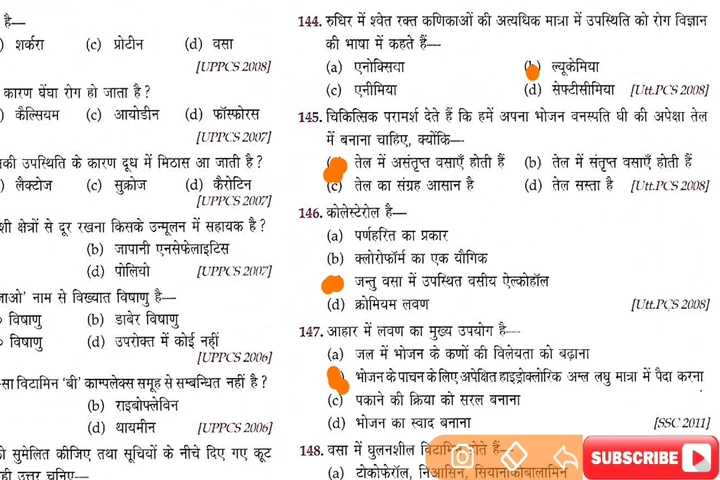 है—
) शर्करा (c) प्रोटीन (d) वसा
[UPPCS 2008]
कारण घेंघा रोग हो जाता है ?
) कैल्सियम (c) आयोडीन (d) फॉस्फोरस
[UPPCS 2007]
की उपस्थिति के कारण दूध में मिठास आ जाती है ?
) लैक्टोज (c) सुक्रोज (d) कैरोटिन
[UPPCS 2007]
शी क्षेत्रों से दूर रखना किसके उन्मूलन में सहायक है ?
(b) जापानी एनसेफेलाइटिस
(d) पोलियो [UPPCS 2007]
जाओ’ नाम से विख्यात विषाणु है—
विषाणु (b) डाबेर विषाणु
विषाणु (d) उपरोक्त में कोई नहीं
[UPPCS 2006]
सा विटामिन ‘बी’ काम्पलेक्स समूह से सम्बन्धित नहीं है ?
(b) राइबोफ्लेविन
(d) थायमीन [UPPCS 2006]
सुमेलित कीजिए तथा सूचियों के नीचे दिए गए कूट
ही उत्तर चुनिए—
144. रुधिर में श्वेत रक्त कणिकाओं की अत्यधिक मात्रा में उपस्थिति को रोग विज्ञान
की भाषा में कहते हैं—
(a) एनोक्सिया (b) ल्यूकेमिया
(c) एनीमिया (d) सेफ्टीसीमिया [Utt.PCS 2008]
145. चिकित्सिक परामर्श देते हैं कि हमें अपना भोजन वनस्पति घी की अपेक्षा तेल
में बनाना चाहिए, क्योंकि—
तेल में असंतृप्त वसाएँ होती हैं (b) तेल में संतृप्त वसाएँ होती हैं
(c) तेल का संग्रह आसान है (d) तेल सस्ता है [Utt.PCS 2008]
146. कोलेस्टेरोल है—
(a) पर्णहरित का प्रकार
(b) क्लोरोफॉर्म का एक यौगिक
जन्तु वसा में उपस्थित वसीय ऐल्कोहॉल
(d) क्रोमियम लवण [Utt.PCS 2008]
147. आहार में लवण का मुख्य उपयोग है—
(a) जल में भोजन के कणों की विलेयता को बढ़ाना
भोजन के पाचन के लिए अपेक्षित हाइड्रोक्लोरिक अम्ल लघु मात्रा में पैदा करना
(c) पकाने की क्रिया को सरल बनाना
(d) भोजन का स्वाद बनाना [SSC 2011]
148. वसा में घुलनशील विटामिन होते हैं—
(a) टोकोफेरॉल, निआसिन, सियानोकोबालामिन
SUBSCRIBE